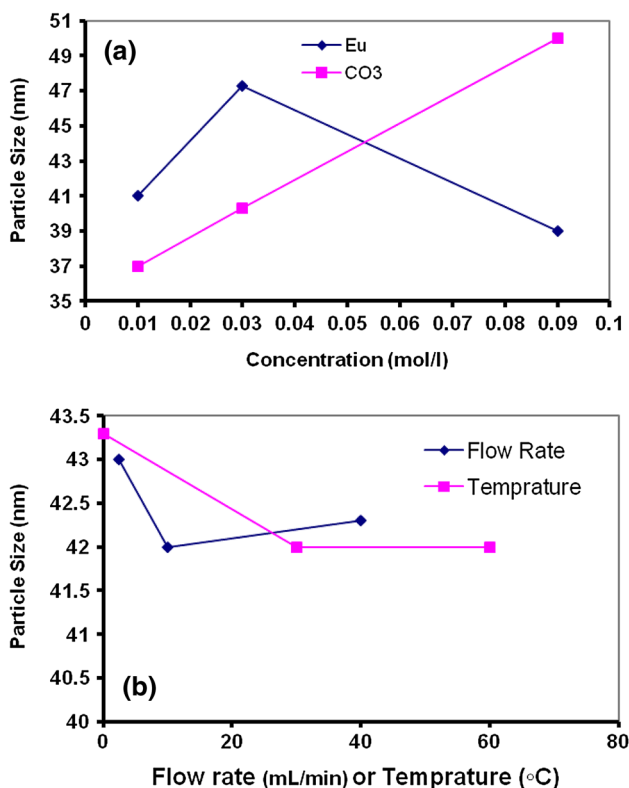 (a)
Eu
CO3
Particle Size (nm)
51
49
47
45
43
41
39
37
35
0 0.01 0.02 0.03 0.04 0.05 0.06 0.07 0.08 0.09 0.1
Concentration (mol/l)
Flow Rate
Temprature
Particle Size (nm)
43.5
43
42.5
42
41.5
41
40.5
40
(b)
0 20 40 60 80
Flow rate (mL/min) or Temprature (◦C)